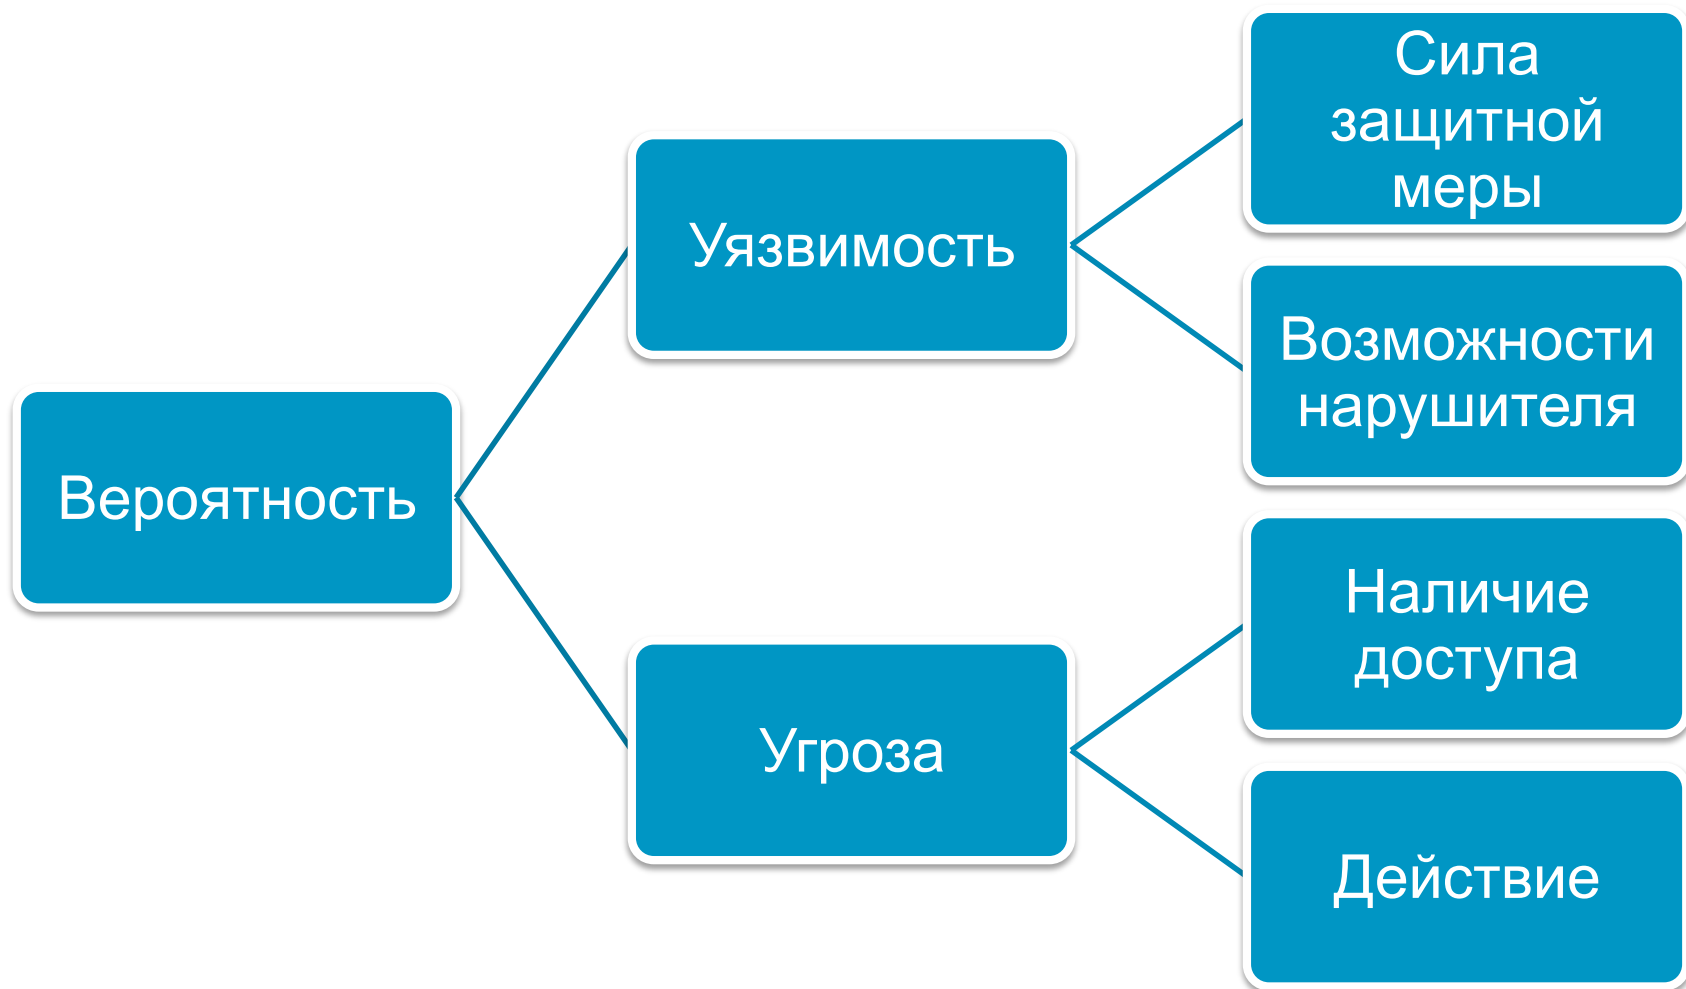 Вероятность
Уязвимость
Сила
защитной
меры
Возможности
нарушителя
Угроза
Наличие
доступа
Действие